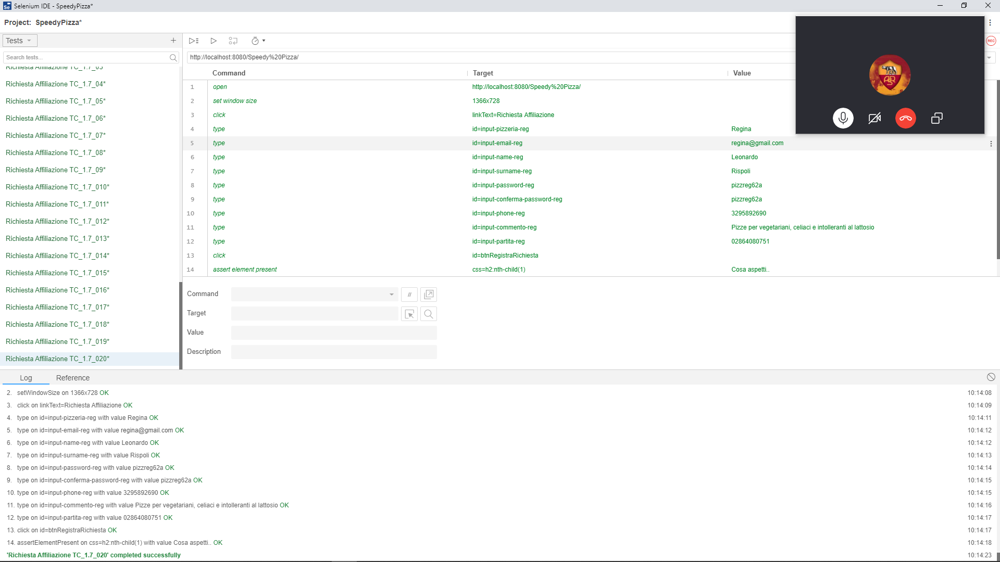 Selenium IDE - SpeedyPizza*
Project: SpeedyPizza*
Tests
REC
Search tests...
http://localhost:8080/Speedy%20Pizza/
Richiesta Affiliazione TC_1.7_03
Richiesta Affiliazione TC_1.7_04*
Richiesta Affiliazione TC_1.7_05*
Richiesta Affiliazione TC_1.7_06*
Richiesta Affiliazione TC_1.7_07*
Richiesta Affiliazione TC_1.7_08*
Richiesta Affiliazione TC_1.7_09*
Richiesta Affiliazione TC_1.7_010*
Richiesta Affiliazione TC_1.7_011*
Richiesta Affiliazione TC_1.7_012*
Richiesta Affiliazione TC_1.7_013*
Richiesta Affiliazione TC_1.7_014*
Richiesta Affiliazione TC_1.7_015*
Richiesta Affiliazione TC_1.7_016*
Richiesta Affiliazione TC_1.7_017*
Richiesta Affiliazione TC_1.7_018*
Richiesta Affiliazione TC_1.7_019*
Richiesta Affiliazione TC_1.7_020*
Command Target Value
1 open http://localhost:8080/Speedy%20Pizza/
2 set window size 1366x728
3 click linkText=Richiesta Affiliazione
4 type id=input-pizzeria-reg Regina
5 type id=input-email-reg regina@gmail.com
6 type id=input-name-reg Leonardo
7 type id=input-surname-reg Rispoli
8 type id=input-password-reg pizzreg62a
9 type id=input-conferma-password-reg pizzreg62a
10 type id=input-phone-reg 3295892690
11 type id=input-commento-reg Pizze per vegetariani, celiaci e intolleranti al lattosio
12 type id=input-partita-reg 02864080751
13 click id=btnRegistraRichiesta
14 assert element present css=h2:nth-child(1) Cosa aspetti..
Command //
Target
Value
Description
Log Reference
2. setWindowSize on 1366x728 OK 10:14:08
3. click on linkText=Richiesta Affiliazione OK 10:14:09
4. type on id=input-pizzeria-reg with value Regina OK 10:14:11
5. type on id=input-email-reg with value regina@gmail.com OK 10:14:12
6. type on id=input-name-reg with value Leonardo OK 10:14:12
7. type on id=input-surname-reg with value Rispoli OK 10:14:13
8. type on id=input-password-reg with value pizzreg62a OK 10:14:14
9. type on id=input-conferma-password-reg with value pizzreg62a OK 10:14:15
10. type on id=input-phone-reg with value 3295892690 OK 10:14:15
11. type on id=input-commento-reg with value Pizze per vegetariani, celiaci e intolleranti al lattosio OK 10:14:16
12. type on id=input-partita-reg with value 02864080751 OK 10:14:17
13. click on id=btnRegistraRichiesta OK 10:14:17
14. assertElementPresent on css=h2:nth-child(1) with value Cosa aspetti.. OK 10:14:18
'Richiesta Affiliazione TC_1.7_020' completed successfully 10:14:23